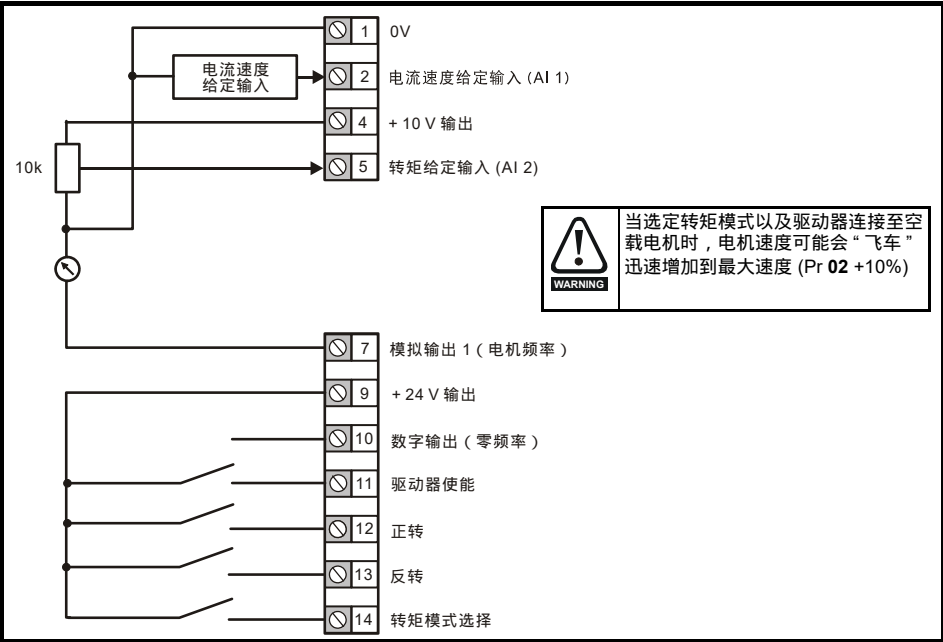 1 0V
电流速度
给定输入
2 电流速度给定输入 (AI 1)
4 + 10 V 输出
10k
5 转矩给定输入 (AI 2)
WARNING
当选定转矩模式以及驱动器连接至空
载电机时，电机速度可能会“飞车”
迅速增加到最大速度 (Pr 02 +10%)
7 模拟输出 1（电机频率）
9 + 24 V 输出
10 数字输出（零频率）
11 驱动器使能
12 正转
13 反转
14 转矩模式选择